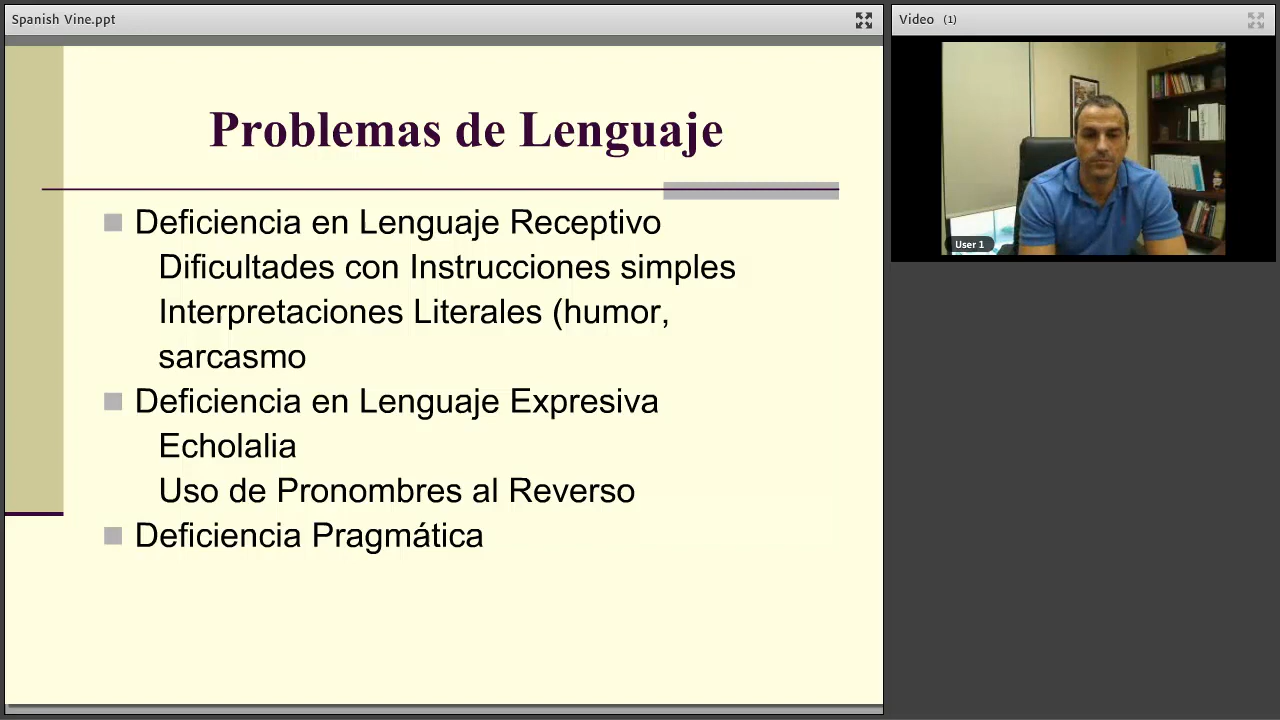 Spanish Vine.ppt
Video (1)
Problemas de Lenguaje
Deficiencia en Lenguaje Receptivo
Dificultades con Instrucciones simples
Interpretaciones Literales (humor,
sarcasmo
Deficiencia en Lenguaje Expresiva
Echolalia
Uso de Pronombres al Reverso
Deficiencia Pragmática
User 1